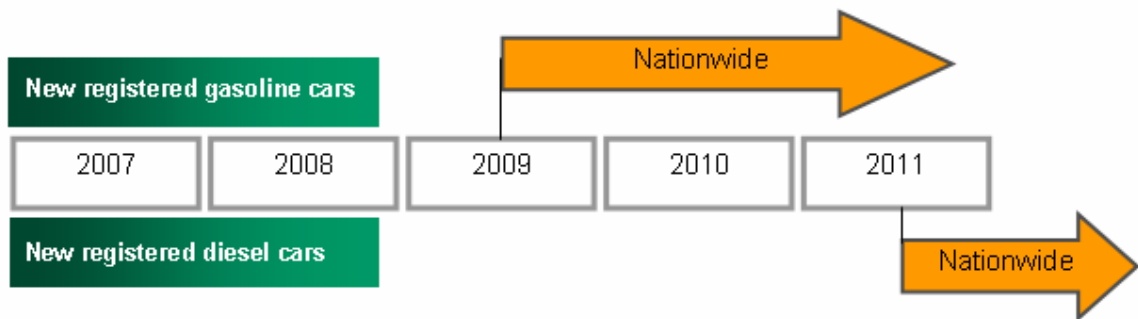 Nationwide
New registered gasoline cars
2007 2008 2009 2010 2011
New registered diesel cars
Nationwide